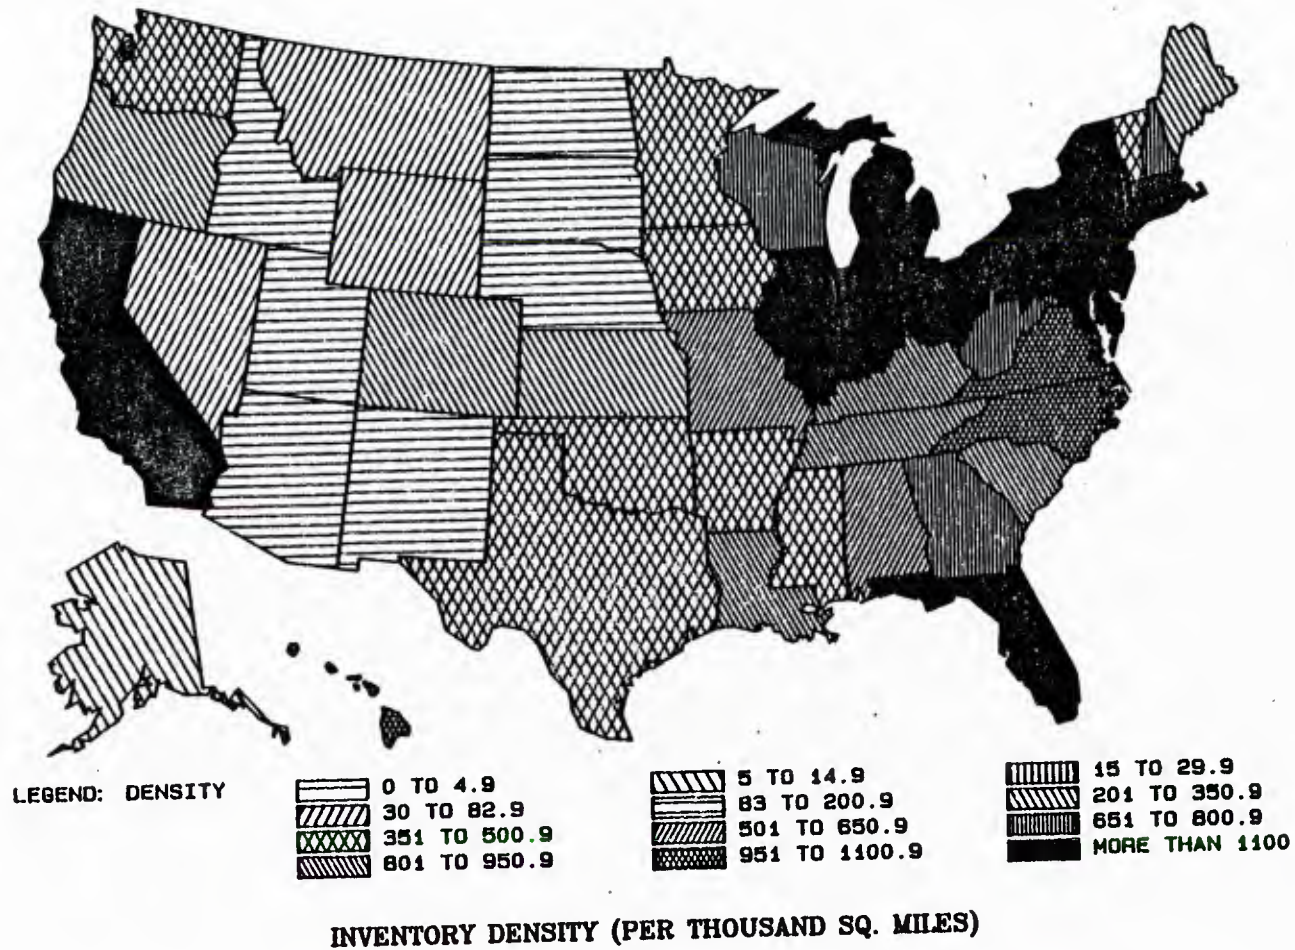 LEGEND: DENSITY
0 TO 4.9
30 TO 82.9
351 TO 500.9
801 TO 950.9
5 TO 14.9
83 TO 200.9
501 TO 650.9
951 TO 1100.9
15 TO 29.9
201 TO 350.9
651 TO 800.9
MORE THAN 1100
INVENTORY DENSITY (PER THOUSAND SQ. MILES)